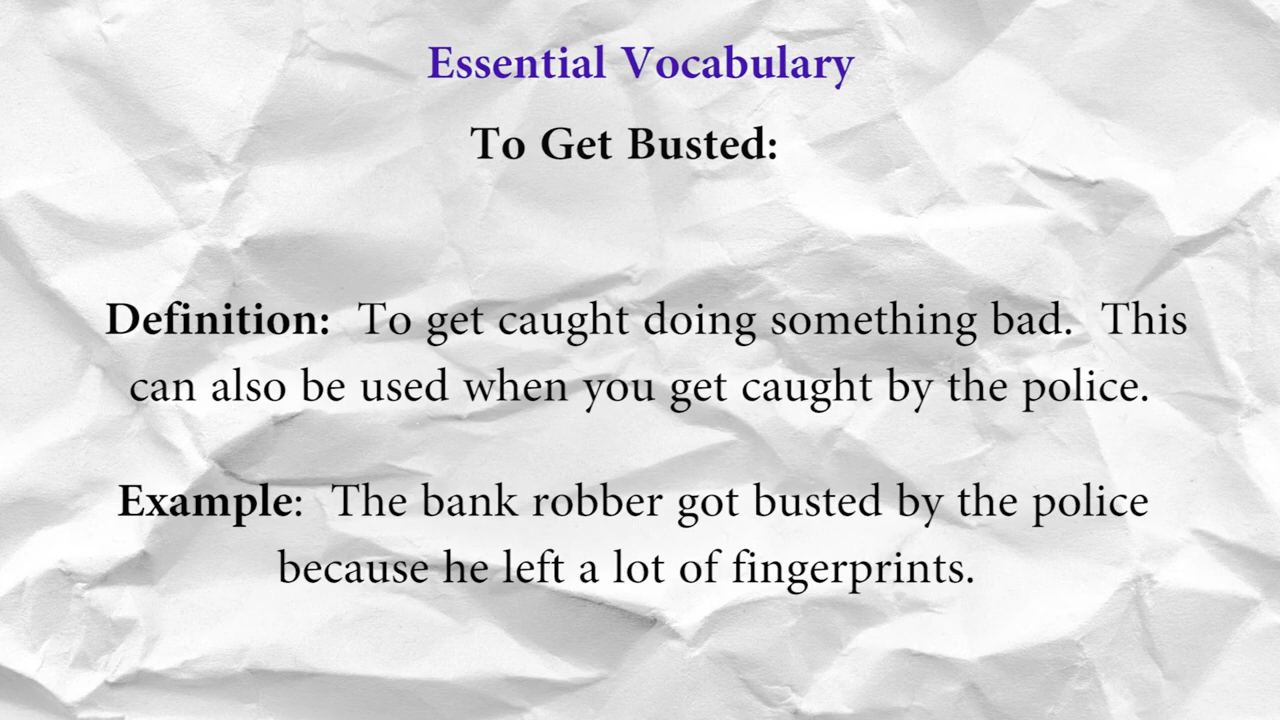 Essential Vocabulary
To Get Busted:
Definition:  To get caught doing something bad.  This
can also be used when you get caught by the police.
Example:  The bank robber got busted by the police
because he left a lot of fingerprints.